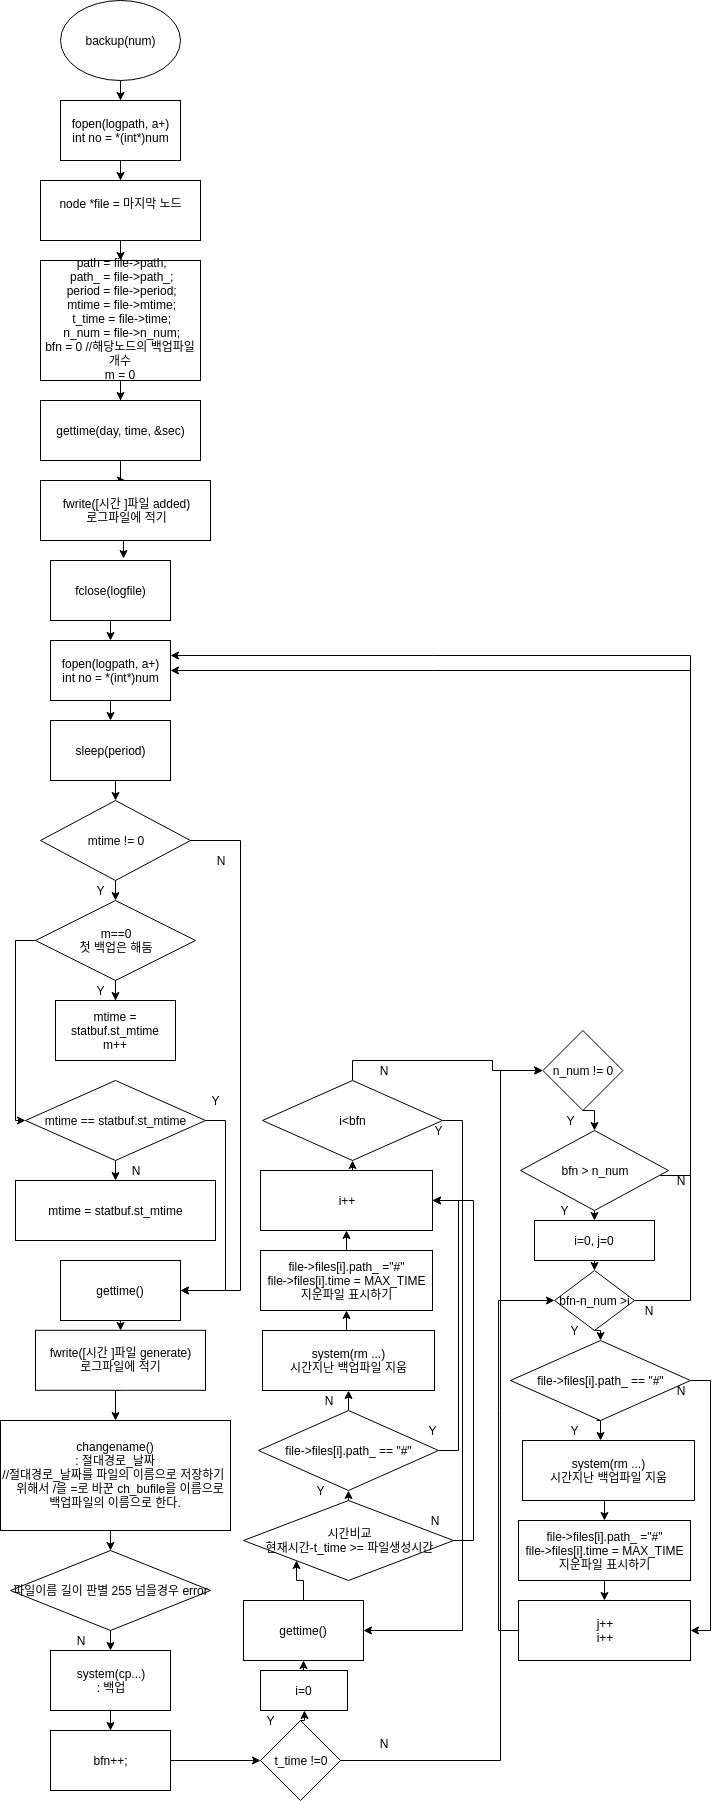 backup(num)
fopen(logpath, a+)
int no = *(int*)num
node *file = 마지막 노드
path = file->path;
path_ = file->path_;
period = file->period;
mtime = file->mtime;
t_time = file->time;
n_num = file->n_num;
bfn = 0 //해당노드의 백업파일
개수
m = 0
gettime(day, time, &sec)
fwrite([시간 ]파일 added)
로그파일에 적기
fclose(logfile)
fopen(logpath, a+)
int no = *(int*)num
sleep(period)
mtime != 0
N
Y
m==0
첫 백업은 해둠
Y
mtime =
statbuf.st_mtime
m++
Y
mtime == statbuf.st_mtime
N
mtime = statbuf.st_mtime
gettime()
fwrite([시간 ]파일 generate)
로그파일에 적기
changename()
: 절대경로_날짜
//절대경로_날짜를 파일의 이름으로 저장하기
위해서 /을 =로 바꾼 ch_bufile을 이름으로
백업파일의 이름으로 한다.
파일이름 길이 판별 255 넘을경우 error
N
system(cp...)
: 백업
bfn++;
t_time !=0
Y
N
i=0
gettime()
시간비교
현재시간-t_time >= 파일생성시간
N
Y
file->files[i].path_ == "#"
Y
N
system(rm ...)
시간지난 백업파일 지움
file->files[i].path_ ="#"
file->files[i].time = MAX_TIME
지운파일 표시하기
i++
i<bfn
Y
N
n_num != 0
Y
bfn > n_num
N
Y
i=0, j=0
bfn-n_num >i
N
Y
file->files[i].path_ == "#"
N
Y
system(rm ...)
시간지난 백업파일 지움
file->files[i].path_ ="#"
file->files[i].time = MAX_TIME
지운파일 표시하기
j++
i++